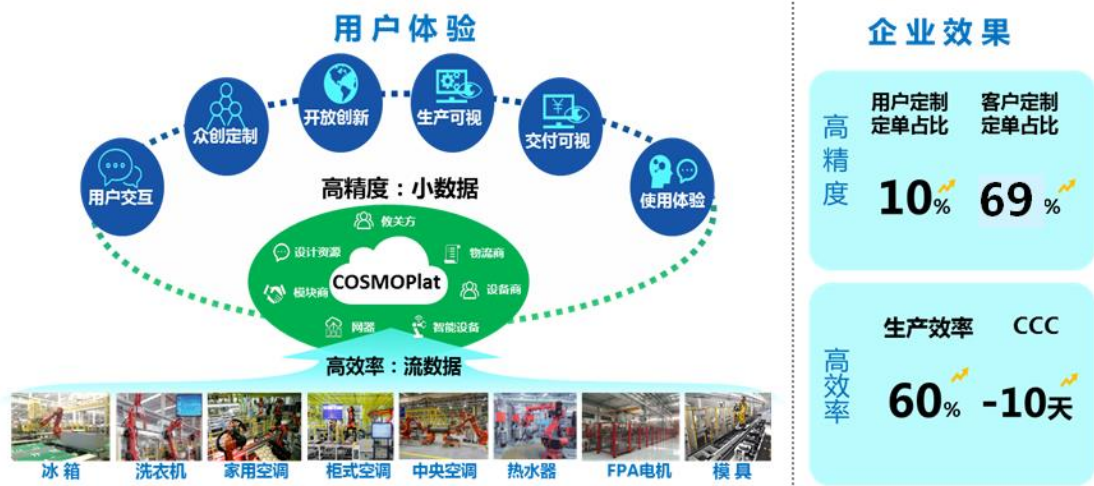 用户体验
用户交互
众创定制
开放创新
生产可视
¥
交付可视
使用体验
高精度：小数据
攸关方
设计资源
物流商
COSMOPlat
模块商
设备商
网器
智能设备
高效率：流数据
冰箱
洗衣机
家用空调
柜式空调
中央空调
热水器
FPA电机
模具
企业效果
高精度
用户定制
定单占比
客户定制
定单占比
10%
69%
高效率
生产效率
CCC
60%
-10天